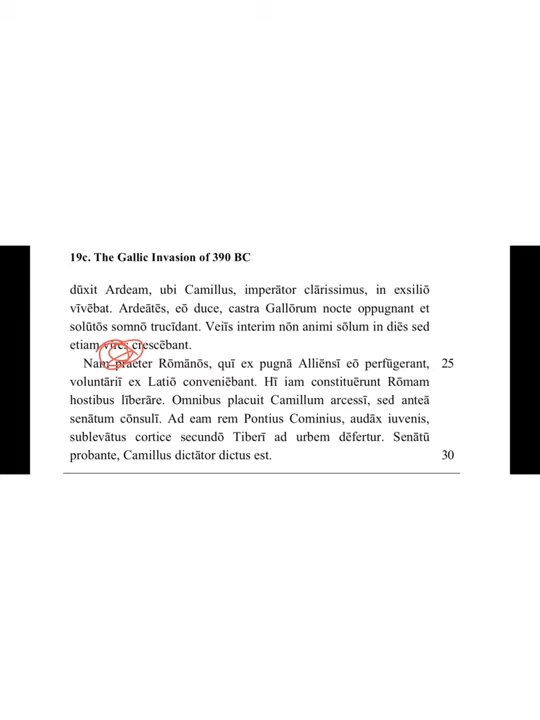 19c. The Gallic Invasion of 390 BC
dūxit Ardeam, ubi Camillus, imperātor clārissimus, in exsiliō
vīvēbat. Ardeātēs, eō duce, castra Gallōrum nocte oppugnant et
solūtōs somnō trucīdant. Veiīs interim nōn animi sōlum in diēs sed
etiam vīrēs crescēbant.
Nam praeter Rōmānōs, quī ex pugnā Alliēnsī eō perfūgerant, 25
voluntāriī ex Latiō conveniēbant. Hī iam constituērunt Rōmam
hostibus līberāre. Omnibus placuit Camillum arcessī, sed anteā
senātum cōnsulī. Ad eam rem Pontius Cominius, audāx iuvenis,
sublevātus cortice secundō Tiberī ad urbem dēfertur. Senātū
probante, Camillus dictātor dictus est. 30